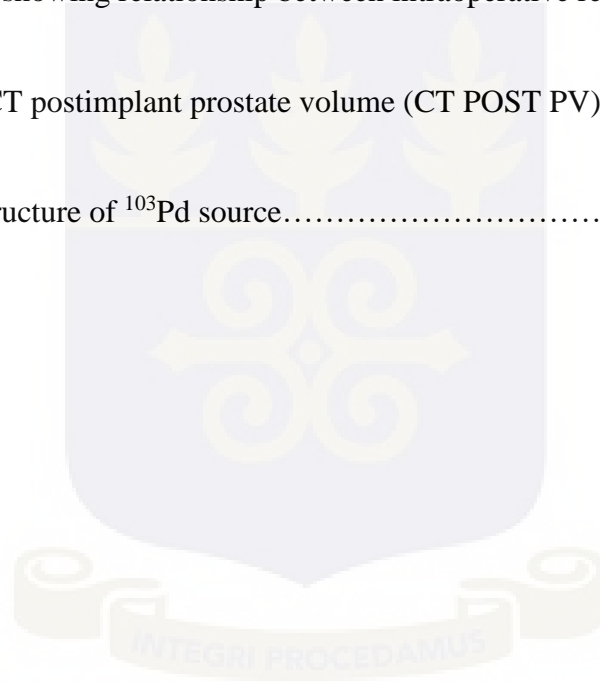 showing relationship between intraoperative
CT postimplant prostate volume (CT POST PV)
ructure of ¹⁰³Pd source……………………………
INTEGRI PROCEDAMUS